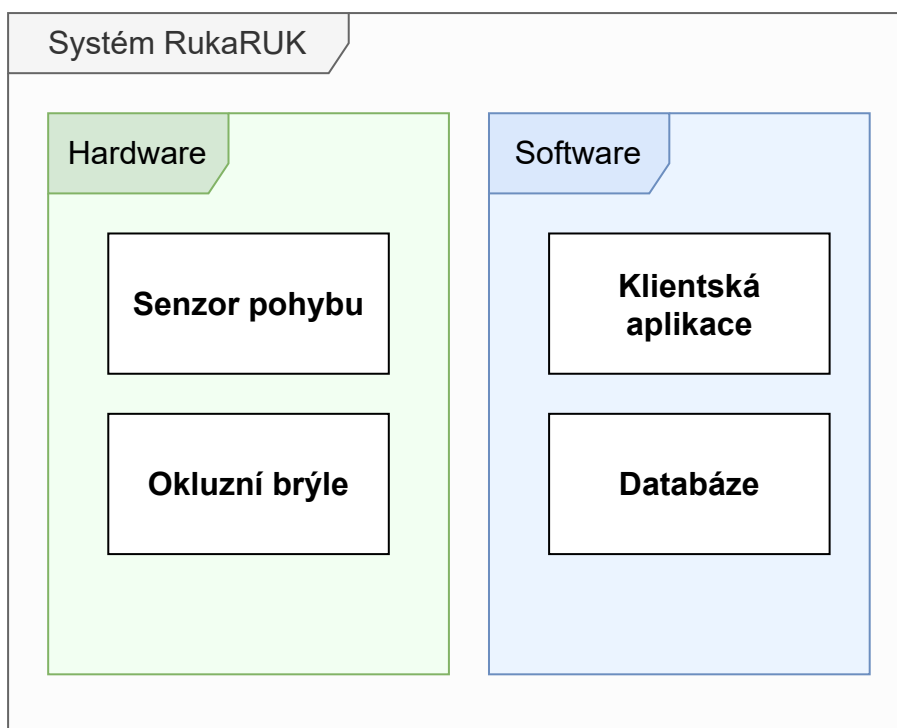 Systém RukaRUK
Hardware
Senzor pohybu
Okluzní brýle
Software
Klientská
aplikace
Databáze